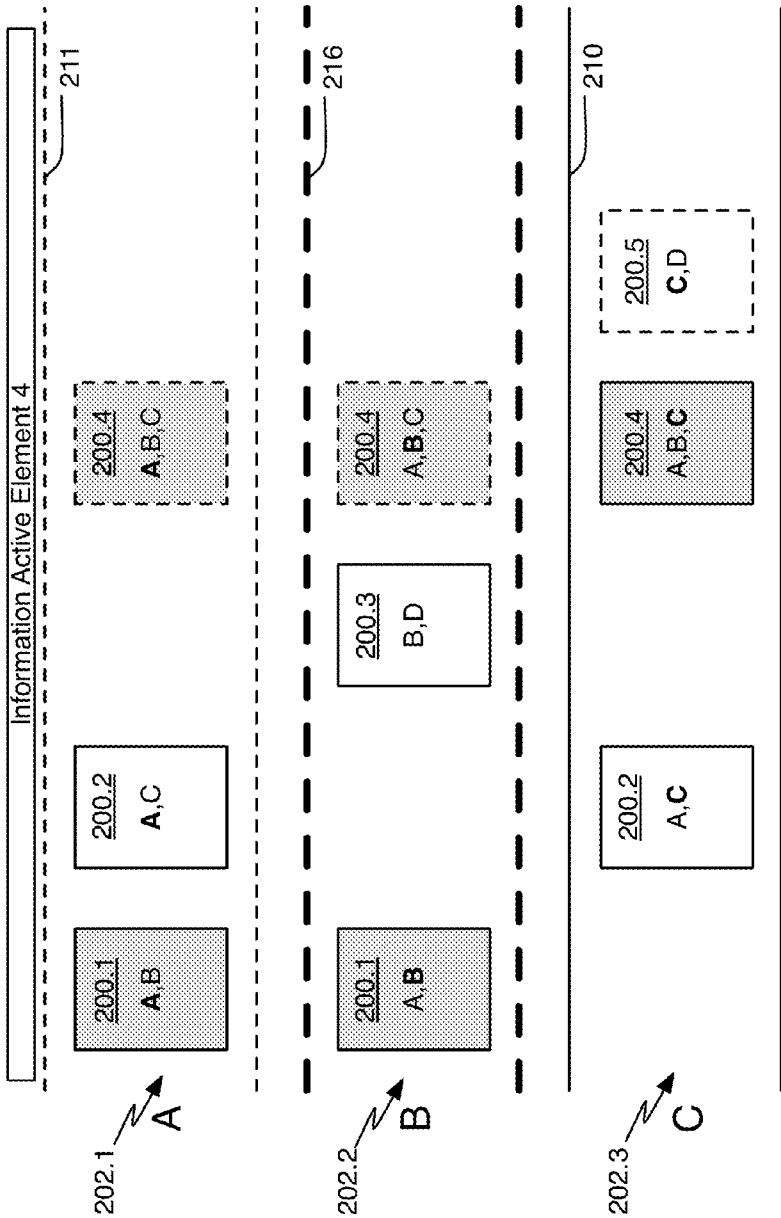 Information Active Element 4
211
202.1
A
200.1
A,B
200.2
A,C
200.4
A,B,C
216
202.2
B
200.1
A,B
200.3
B,D
200.4
A,B,C
210
202.3
C
200.2
A,C
200.4
A,B,C
200.5
C,D